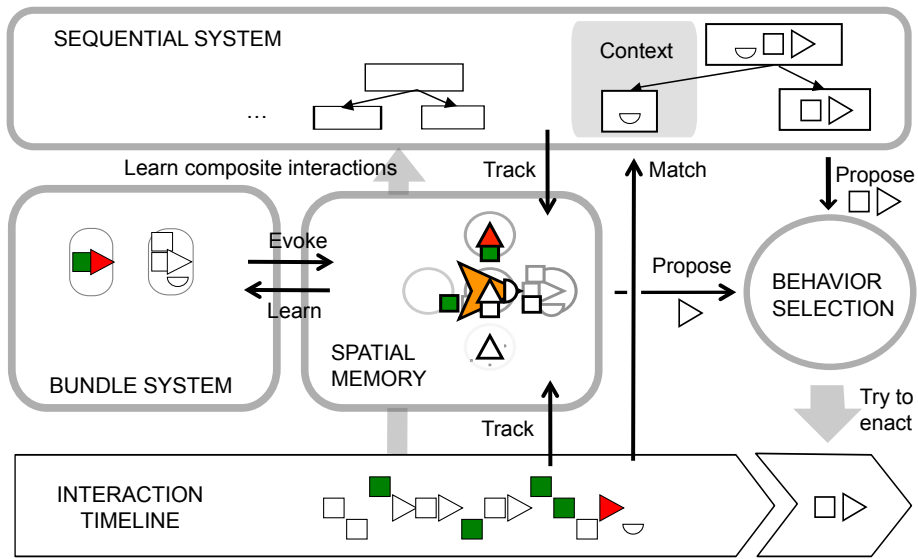 SEQUENTIAL SYSTEM
Context
...
Learn composite interactions
Track
Match
Propose
Evoke
Learn
Propose
BEHAVIOR
SELECTION
BUNDLE SYSTEM
SPATIAL
MEMORY
Track
Try to
enact
INTERACTION
TIMELINE